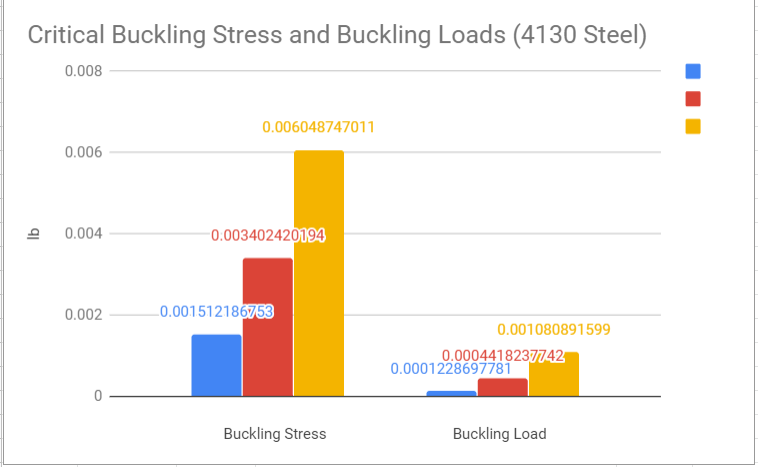 Critical Buckling Stress and Buckling Loads (4130 Steel)
0.008
0.006
0.004
0.002
0
lb
0.006048747011
0.003402420194
0.001512186753
0.001080891599
0.0004418237742
0.0001228697781
Buckling Stress
Buckling Load